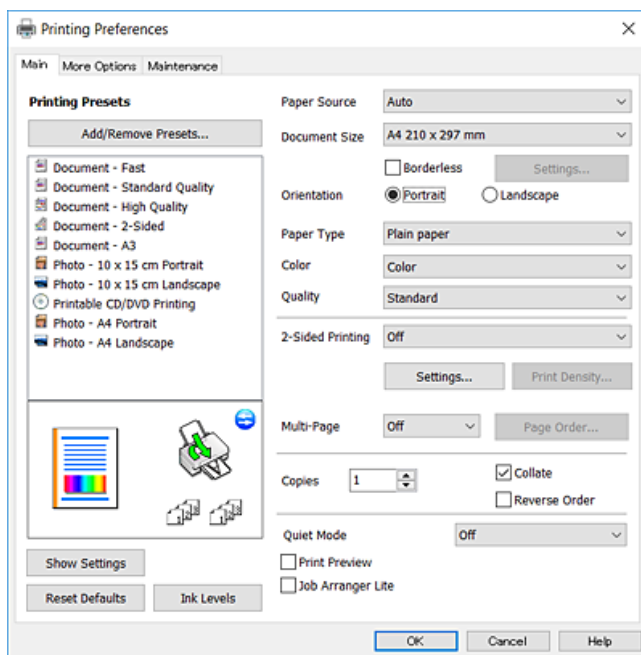 Printing Preferences
Main
More Options
Maintenance
Printing Presets
Add/Remove Presets...
Document - Fast
Document - Standard Quality
Document - High Quality
Document - 2-Sided
Document - A3
Photo - 10 x 15 cm Portrait
Photo - 10 x 15 cm Landscape
Printable CD/DVD Printing
Photo - A4 Portrait
Photo - A4 Landscape
Show Settings
Reset Defaults
Ink Levels
Paper Source
Auto
Document Size
A4 210 x 297 mm
Borderless
Settings...
Orientation
Portrait
Landscape
Paper Type
Plain paper
Color
Color
Quality
Standard
2-Sided Printing
Off
Settings...
Print Density...
Multi-Page
Off
Page Order...
Copies
1
Collate
Reverse Order
Quiet Mode
Off
Print Preview
Job Arranger Lite
OK
Cancel
Help